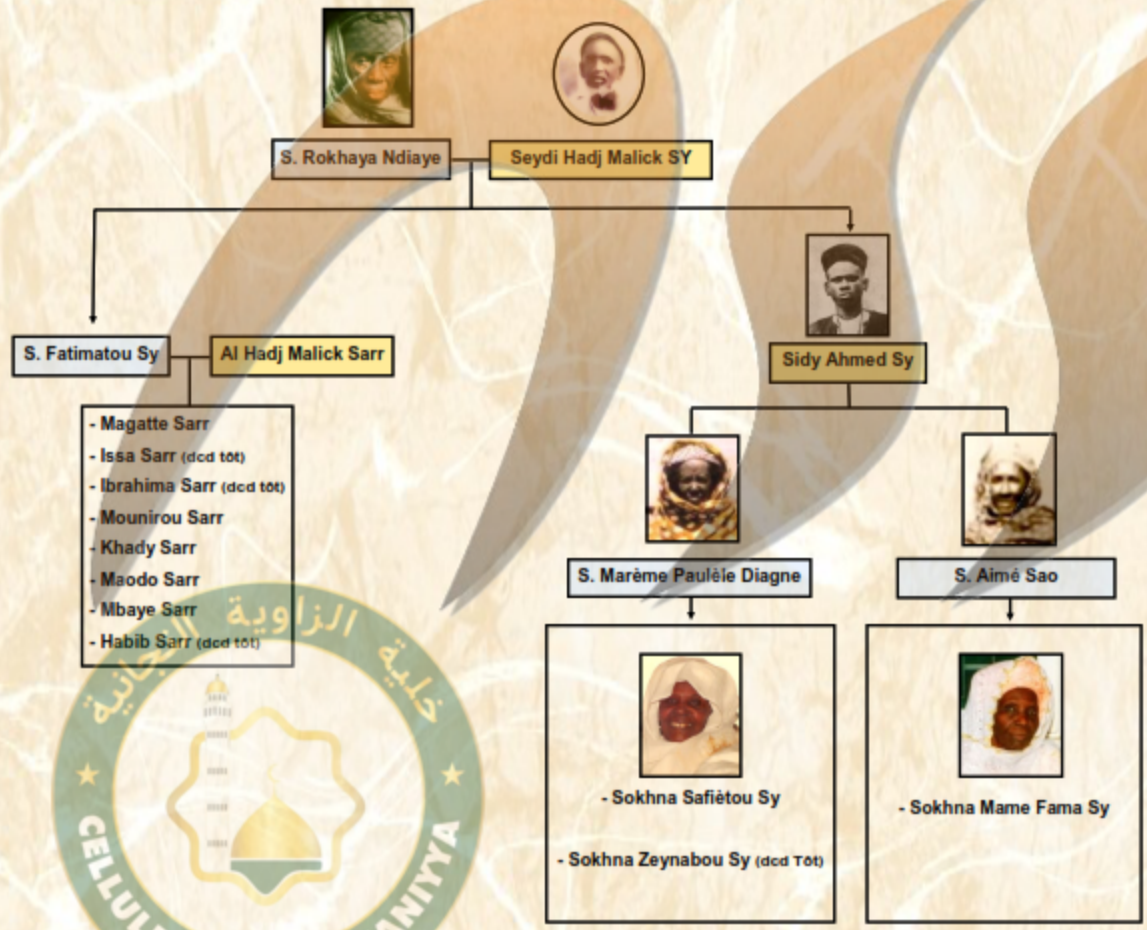 S. Rokhaya Ndiaye
Seydi Hadj Malick SY
S. Fatimatou Sy
Al Hadj Malick Sarr
Sidy Ahmed Sy
- Magatte Sarr
- Issa Sarr (dcd tôt)
- Ibrahima Sarr (dcd tôt)
- Mounirou Sarr
- Khady Sarr
- Maodo Sarr
- Mbaye Sarr
- Habib Sarr (dcd tôt)
S. Marème Paulèle Diagne
S. Aimé Sao
- Sokhna Safiètou Sy
- Sokhna Zeynabou Sy (dcd Tôt)
- Sokhna Mame Fama Sy
خلية الزاوية التجانية